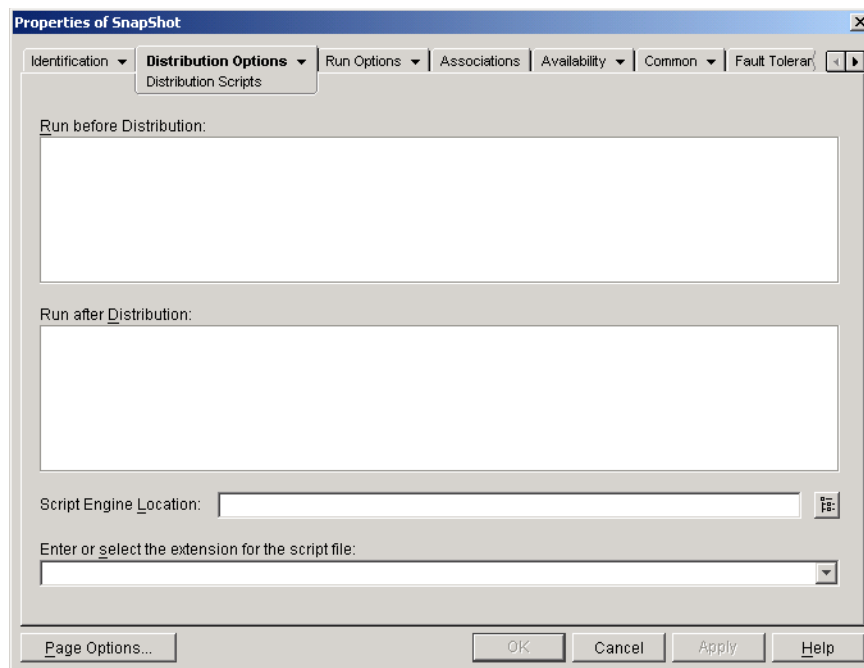 Properties of SnapShot
Identification Distribution Options Run Options Associations Availability Common Fault Toleran
Distribution Scripts
Run before Distribution:
Run after Distribution:
Script Engine Location:
Enter or select the extension for the script file:
Page Options... OK Cancel Apply Help